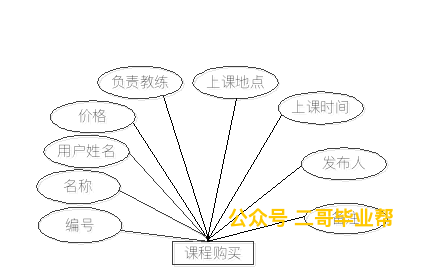 负责教练
上课地点
价格
上课时间
用户姓名
发布人
名称
公众号 二哥毕业帮
编号
课程购买